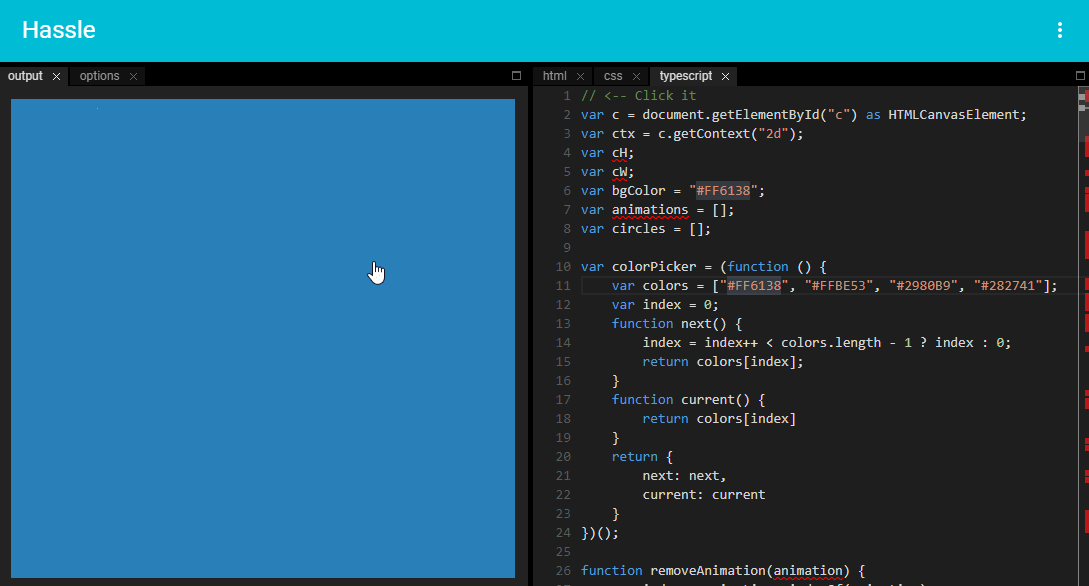 Hassle
output options
html css typescript
1 // <-- Click it
2 var c = document.getElementById("c") as HTMLCanvasElement;
3 var ctx = c.getContext("2d");
4 var cH;
5 var cW;
6 var bgColor = "#FF6138";
7 var animations = [];
8 var circles = [];
9
10 var colorPicker = (function () {
11     var colors = ["#FF6138", "#FFBE53", "#2980B9", "#282741"];
12     var index = 0;
13     function next() {
14         index = index++ < colors.length - 1 ? index : 0;
15         return colors[index];
16     }
17     function current() {
18         return colors[index]
19     }
20     return {
21         next: next,
22         current: current
23     }
24 })();
25
26 function removeAnimation(animation) {